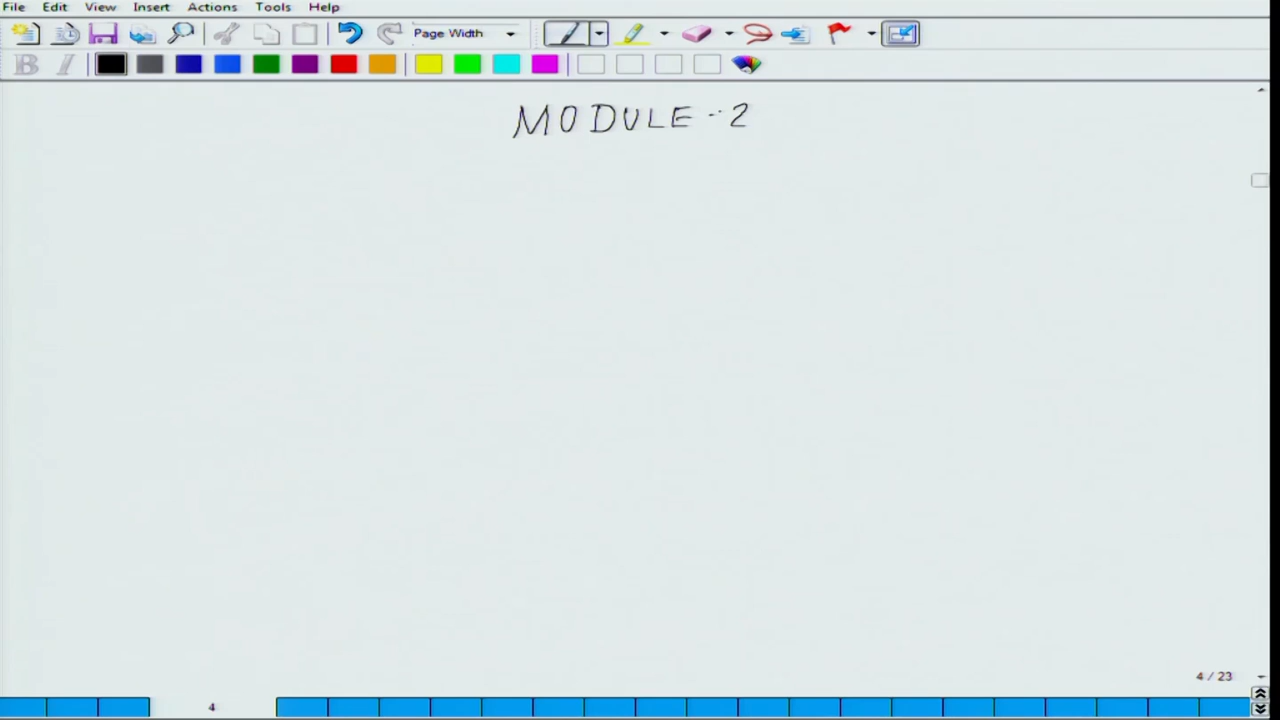 File Edit View Insert Actions Tools Help
Page Width
B I
MODULE - 2
4 / 23
4